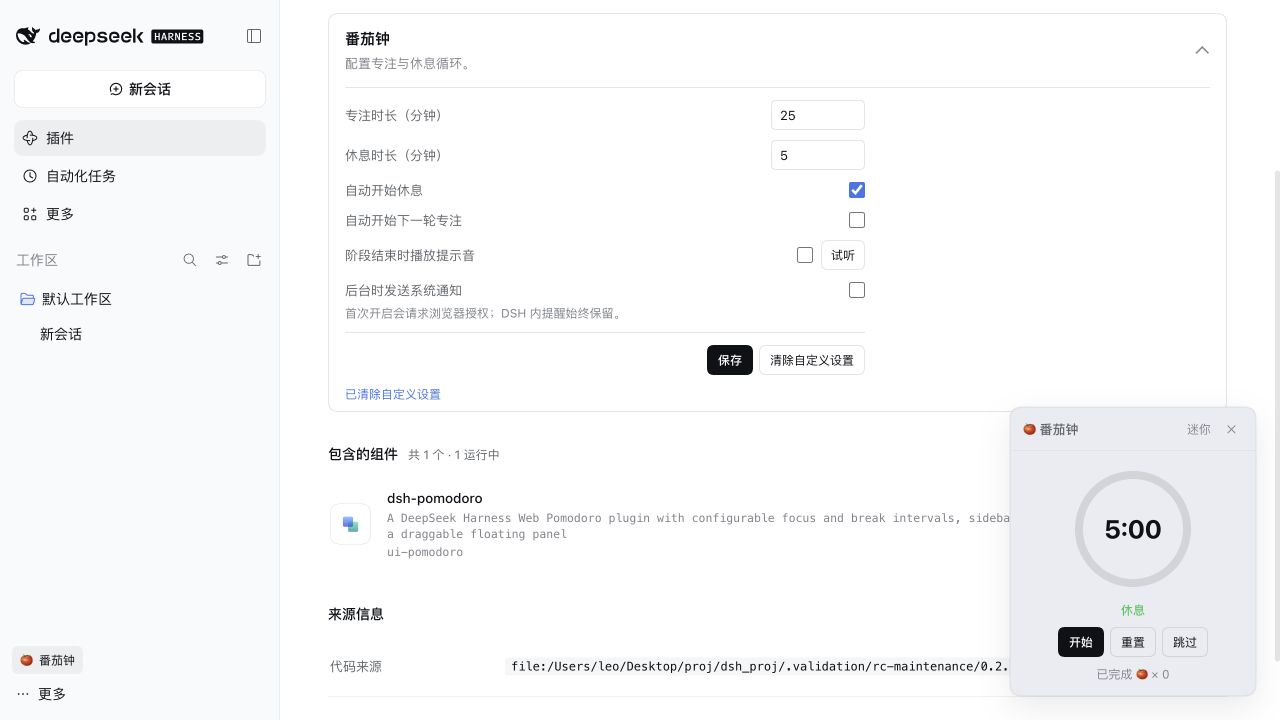 deepseek HARNESS
新会话
插件
自动化任务
更多
工作区
默认工作区
新会话
番茄钟
更多
番茄钟
配置专注与休息循环。
专注时长（分钟） 25
休息时长（分钟） 5
自动开始休息
自动开始下一轮专注
阶段结束时播放提示音 试听
后台时发送系统通知
首次开启会请求浏览器授权；DSH 内提醒始终保留。
保存 清除自定义设置
已清除自定义设置
包含的组件 共 1 个 · 1 运行中
dsh-pomodoro
A DeepSeek Harness Web Pomodoro plugin with configurable focus and break intervals, sideba
a draggable floating panel
ui-pomodoro
来源信息
代码来源 file:/Users/leo/Desktop/proj/dsh_proj/.validation/rc-maintenance/0.2.
番茄钟 迷你
5:00
休息
开始 重置 跳过
已完成 🍅 × 0